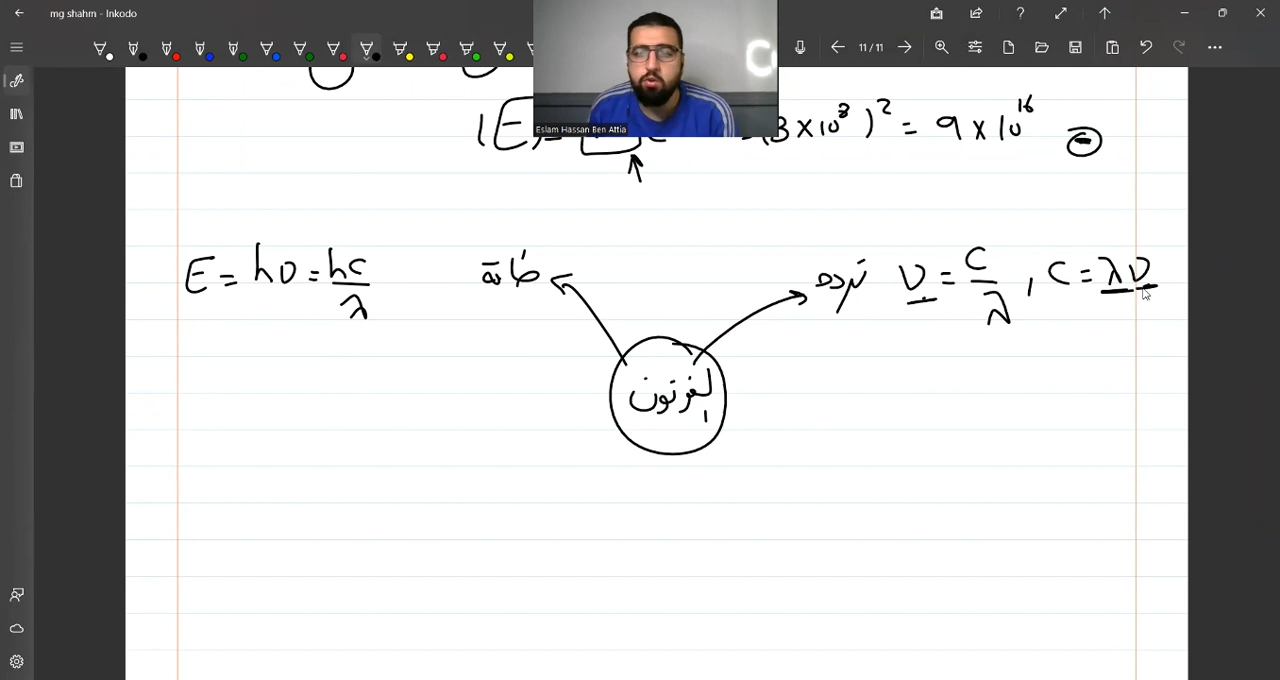 mg shahm - Inkodo
11/11
Eslam Hassan Ben Attia
|E|= (3×10⁸)² = 9×10¹⁶
E = hυ = hc/λ
طاقة
تردد υ = c/λ , c = λυ
الفوتون